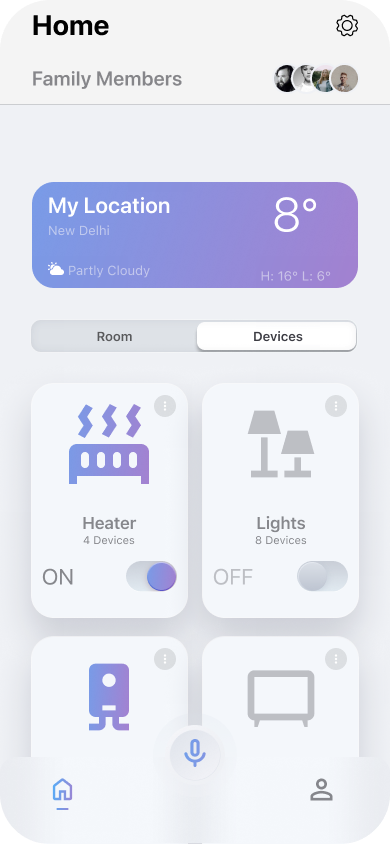 Home
Family Members
My Location
8°
New Delhi
Partly Cloudy
H: 16° L: 6°
Room
Devices
Heater
4 Devices
ON
Lights
8 Devices
OFF